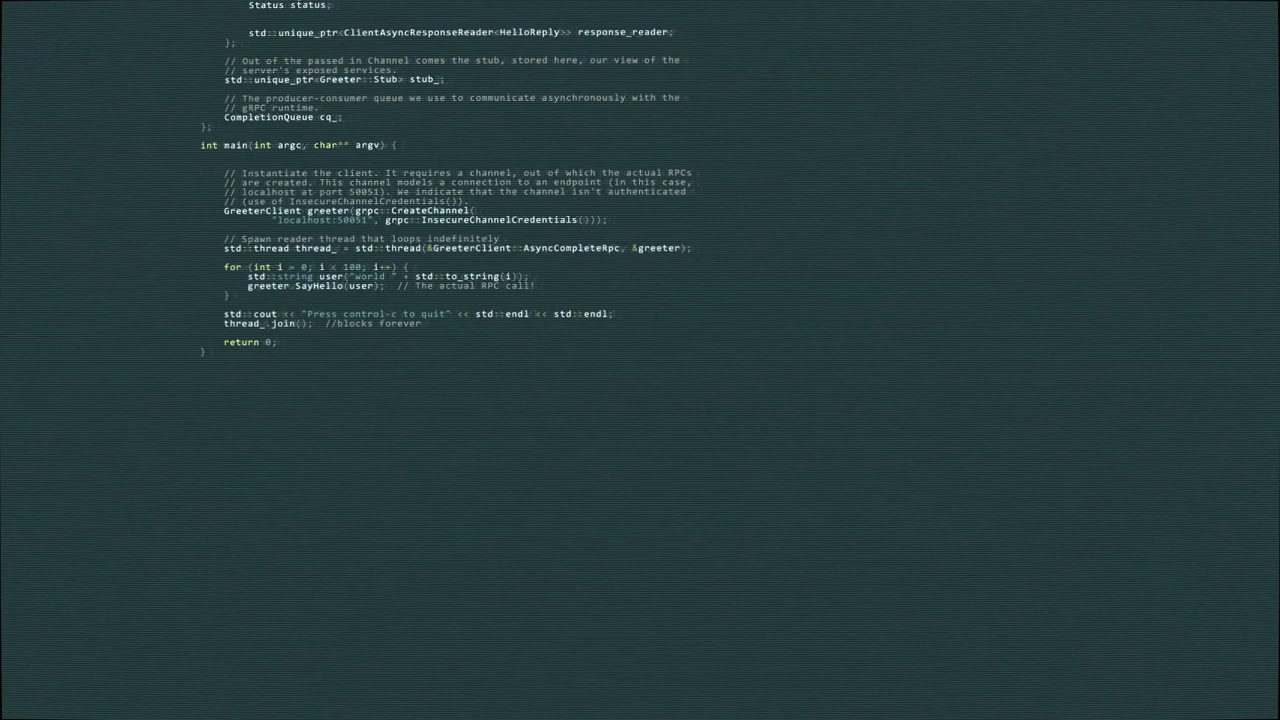 Status status;
std::unique_ptr<ClientAsyncResponseReader<HelloReply>> response_reader;
};
// Out of the passed in Channel comes the stub, stored here, our view of the
// server's exposed services.
std::unique_ptr<Greeter::Stub> stub_;
// The producer-consumer queue we use to communicate asynchronously with the
// gRPC runtime.
CompletionQueue cq_;
};
int main(int argc, char** argv) {
// Instantiate the client. It requires a channel, out of which the actual RPCs
// are created. This channel models a connection to an endpoint (in this case,
// localhost at port 50051). We indicate that the channel isn't authenticated
// (use of InsecureChannelCredentials()).
GreeterClient greeter(grpc::CreateChannel(
"localhost:50051", grpc::InsecureChannelCredentials()));
// Spawn reader thread that loops indefinitely
std::thread thread_ = std::thread(&GreeterClient::AsyncCompleteRpc, &greeter);
for (int i = 0; i < 100; i++) {
std::string user("world " + std::to_string(i));
greeter.SayHello(user);  // The actual RPC call!
}
std::cout << "Press control-c to quit" << std::endl << std::endl;
thread_.join();  //blocks forever
return 0;
}